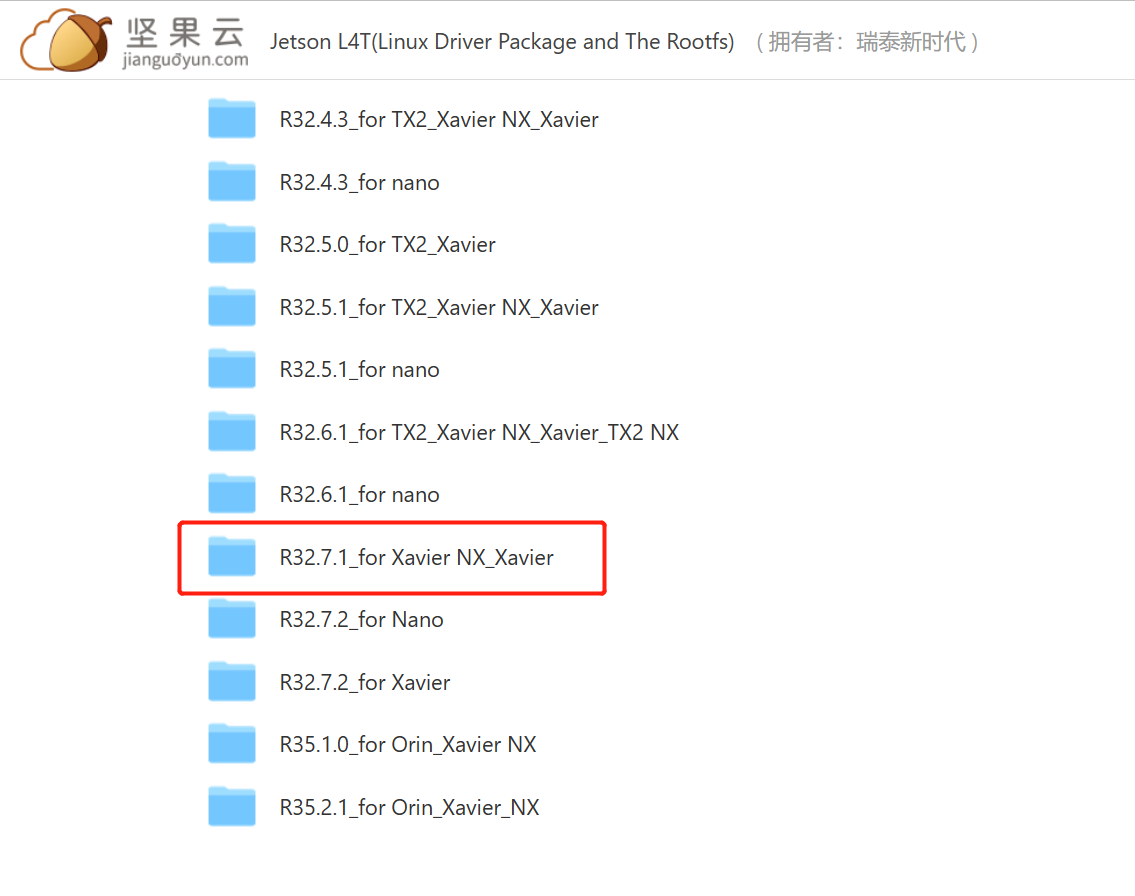 坚果云
jianguoyun.com
Jetson L4T(Linux Driver Package and The Rootfs) （拥有者：瑞泰新时代）
R32.4.3_for TX2_Xavier NX_Xavier
R32.4.3_for nano
R32.5.0_for TX2_Xavier
R32.5.1_for TX2_Xavier NX_Xavier
R32.5.1_for nano
R32.6.1_for TX2_Xavier NX_Xavier_TX2 NX
R32.6.1_for nano
R32.7.1_for Xavier NX_Xavier
R32.7.2_for Nano
R32.7.2_for Xavier
R35.1.0_for Orin_Xavier NX
R35.2.1_for Orin_Xavier_NX